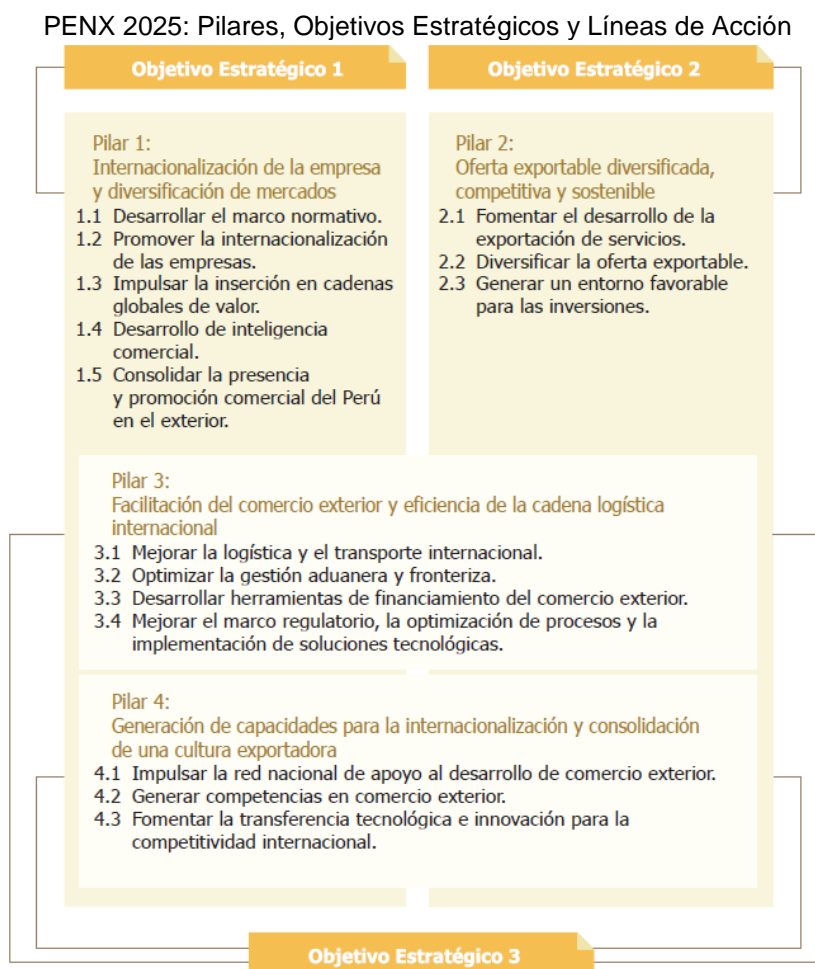 PENX 2025: Pilares, Objetivos Estratégicos y Líneas de Acción
Objetivo Estratégico 1
Objetivo Estratégico 2
Pilar 1:
Internacionalización de la empresa
y diversificación de mercados
1.1 Desarrollar el marco normativo.
1.2 Promover la internacionalización
de las empresas.
1.3 Impulsar la inserción en cadenas
globales de valor.
1.4 Desarrollo de inteligencia
comercial.
1.5 Consolidar la presencia
y promoción comercial del Perú
en el exterior.
Pilar 2:
Oferta exportable diversificada,
competitiva y sostenible
2.1 Fomentar el desarrollo de la
exportación de servicios.
2.2 Diversificar la oferta exportable.
2.3 Generar un entorno favorable
para las inversiones.
Pilar 3:
Facilitación del comercio exterior y eficiencia de la cadena logística
internacional
3.1 Mejorar la logística y el transporte internacional.
3.2 Optimizar la gestión aduanera y fronteriza.
3.3 Desarrollar herramientas de financiamiento del comercio exterior.
3.4 Mejorar el marco regulatorio, la optimización de procesos y la
implementación de soluciones tecnológicas.
Pilar 4:
Generación de capacidades para la internacionalización y consolidación
de una cultura exportadora
4.1 Impulsar la red nacional de apoyo al desarrollo de comercio exterior.
4.2 Generar competencias en comercio exterior.
4.3 Fomentar la transferencia tecnológica e innovación para la
competitividad internacional.
Objetivo Estratégico 3